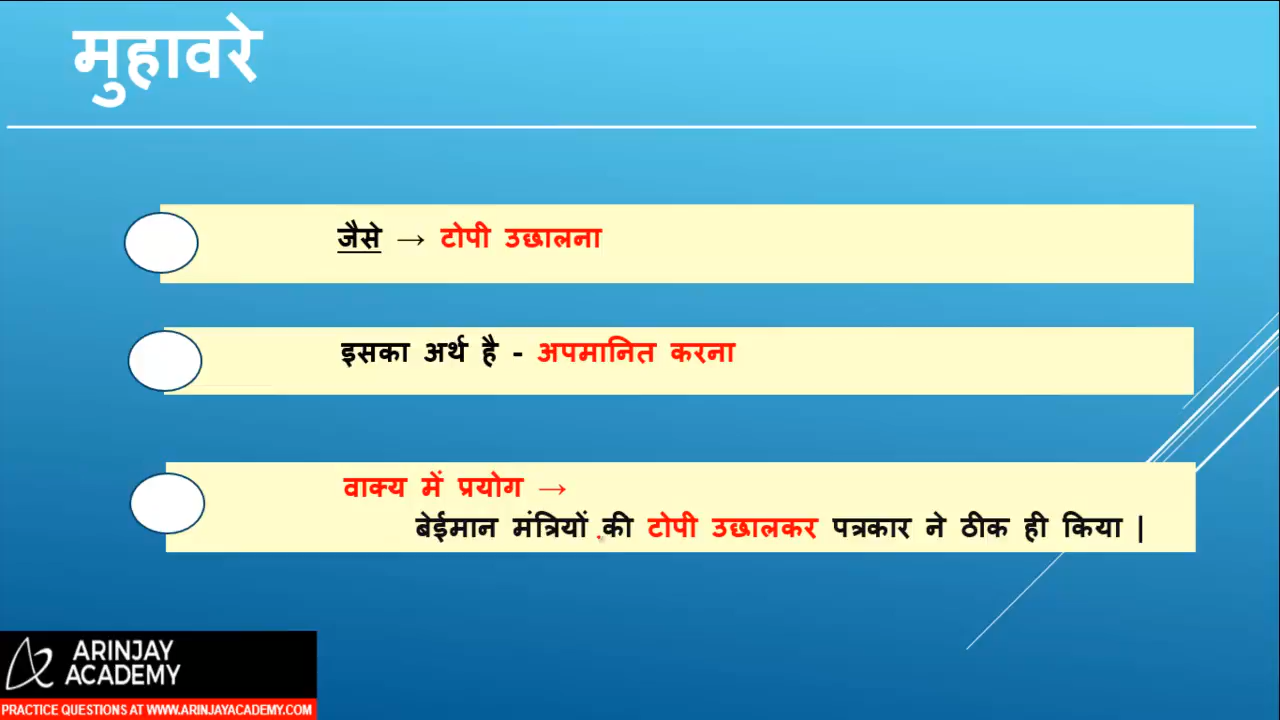 मुहावरे
जैसे → टोपी उछालना
इसका अर्थ है - अपमानित करना
वाक्य में प्रयोग →
बेईमान मंत्रियों की टोपी उछालकर पत्रकार ने ठीक ही किया |
ARINJAY
ACADEMY
PRACTICE QUESTIONS AT WWW.ARINJAYACADEMY.COM